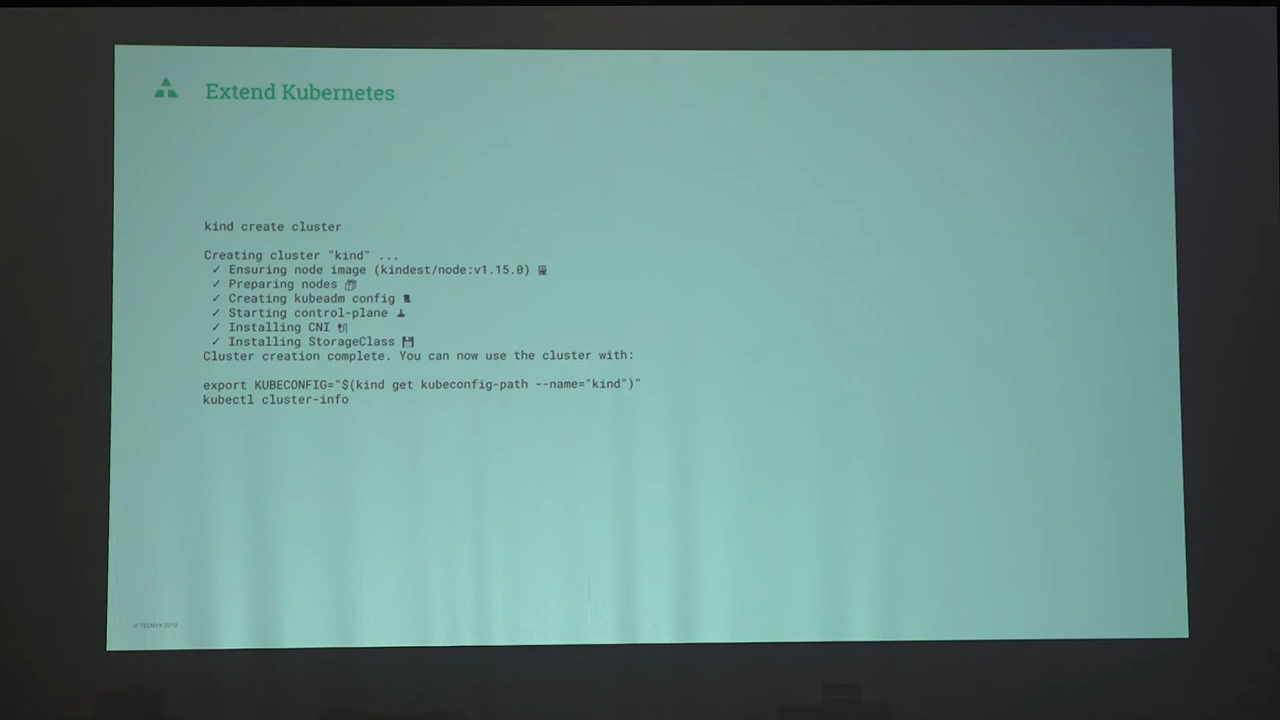 Extend Kubernetes
kind create cluster
Creating cluster "kind" ...
✓ Ensuring node image (kindest/node:v1.15.0) 🖼
✓ Preparing nodes 📦
✓ Creating kubeadm config 📜
✓ Starting control-plane 🕹
✓ Installing CNI 🔌
✓ Installing StorageClass 💾
Cluster creation complete. You can now use the cluster with:
export KUBECONFIG="$(kind get kubeconfig-path --name="kind")"
kubectl cluster-info
© TELNYX 2019